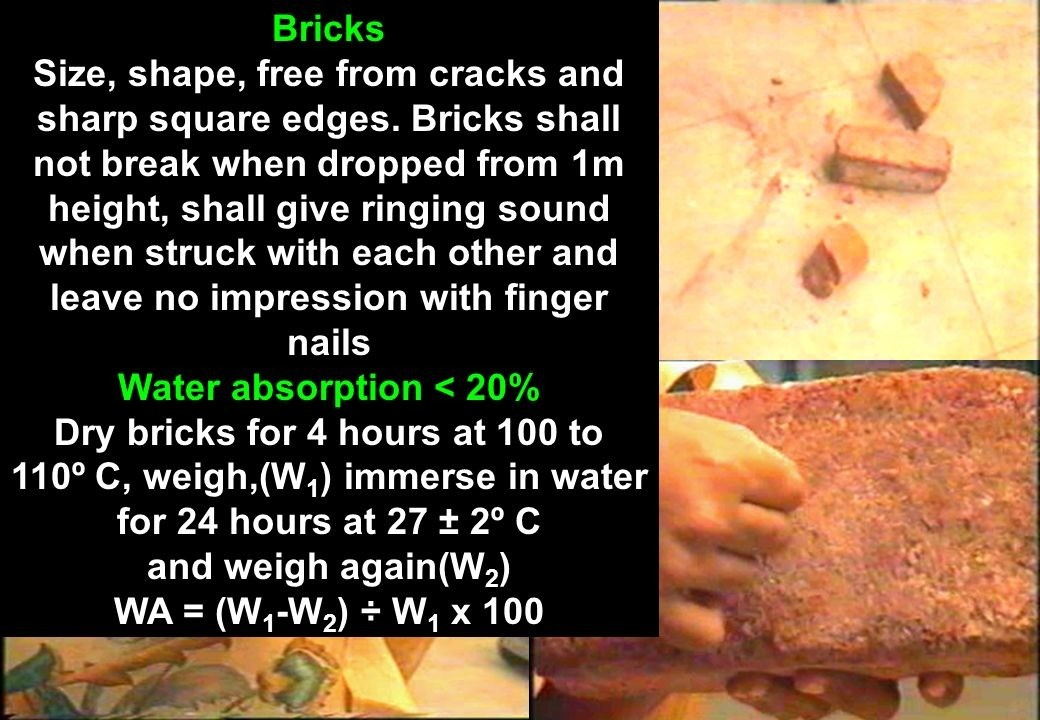 Bricks
Size, shape, free from cracks and
sharp square edges. Bricks shall
not break when dropped from 1m
height, shall give ringing sound
when struck with each other and
leave no impression with finger
nails
Water absorption < 20%
Dry bricks for 4 hours at 100 to
110º C, weigh,(W₁) immerse in water
for 24 hours at 27 ± 2º C
and weigh again(W₂)
WA = (W₁-W₂) ÷ W₁ x 100